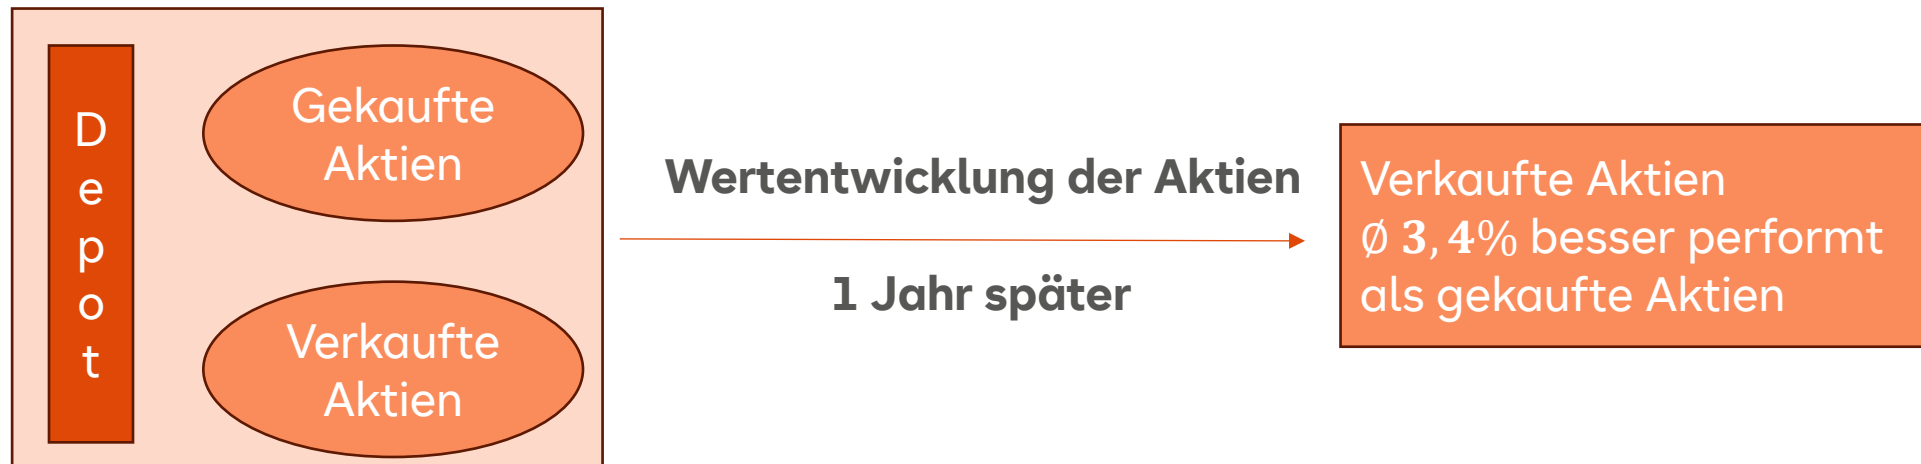 Depot
Gekaufte
Aktien
Verkaufte
Aktien
Wertentwicklung der Aktien
1 Jahr später
Verkaufte Aktien
Ø 3,4% besser performt
als gekaufte Aktien